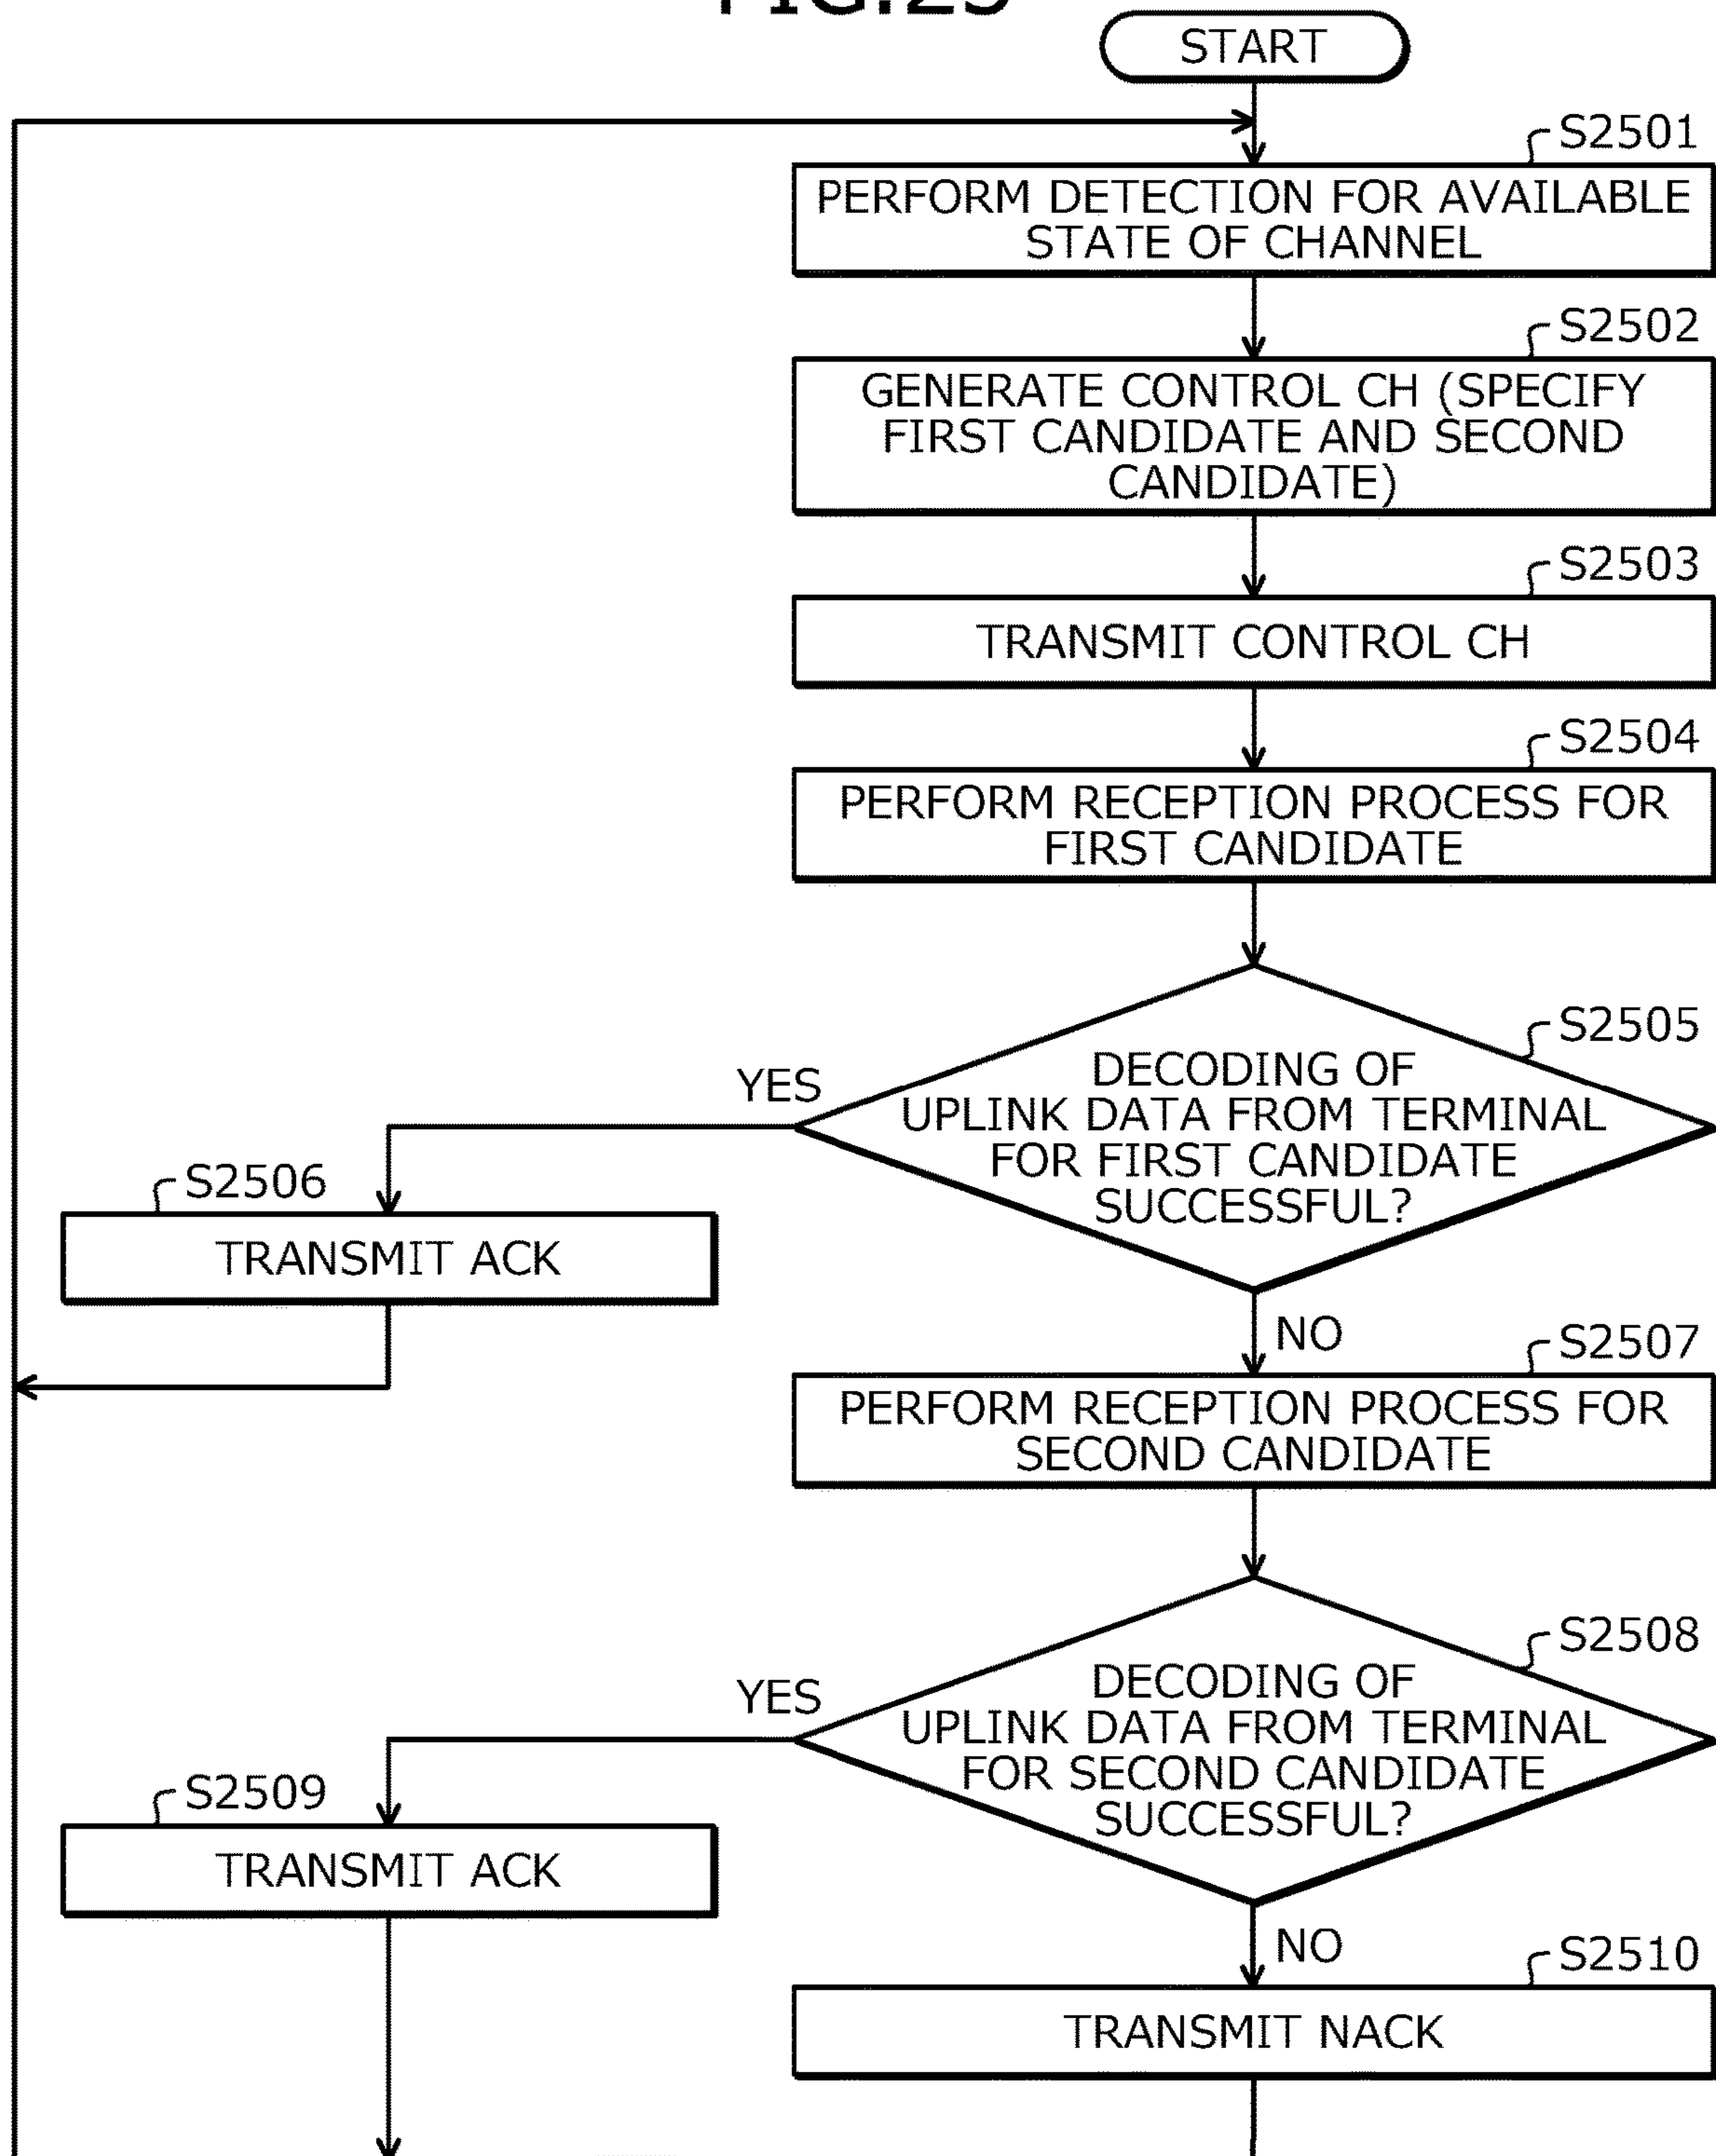 START
S2501
PERFORM DETECTION FOR AVAILABLE
STATE OF CHANNEL
S2502
GENERATE CONTROL CH (SPECIFY
FIRST CANDIDATE AND SECOND
CANDIDATE)
S2503
TRANSMIT CONTROL CH
S2504
PERFORM RECEPTION PROCESS FOR
FIRST CANDIDATE
S2505
DECODING OF
UPLINK DATA FROM TERMINAL
FOR FIRST CANDIDATE
SUCCESSFUL?
YES
S2506
TRANSMIT ACK
NO
S2507
PERFORM RECEPTION PROCESS FOR
SECOND CANDIDATE
S2508
DECODING OF
UPLINK DATA FROM TERMINAL
FOR SECOND CANDIDATE
SUCCESSFUL?
YES
S2509
TRANSMIT ACK
NO
S2510
TRANSMIT NACK